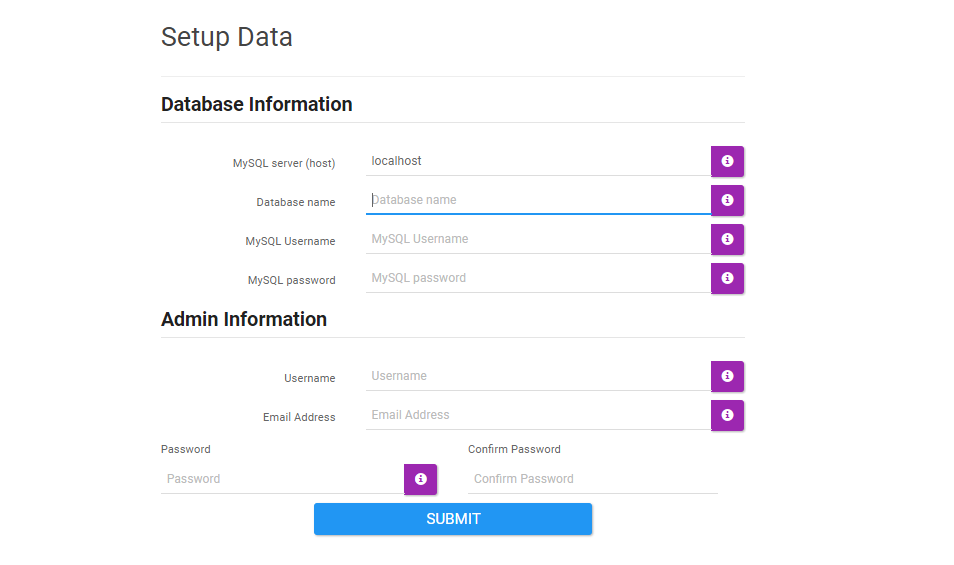 Setup Data
Database Information
MySQL server (host) localhost
Database name Database name
MySQL Username MySQL Username
MySQL password MySQL password
Admin Information
Username Username
Email Address Email Address
Password Confirm Password
Password Confirm Password
SUBMIT